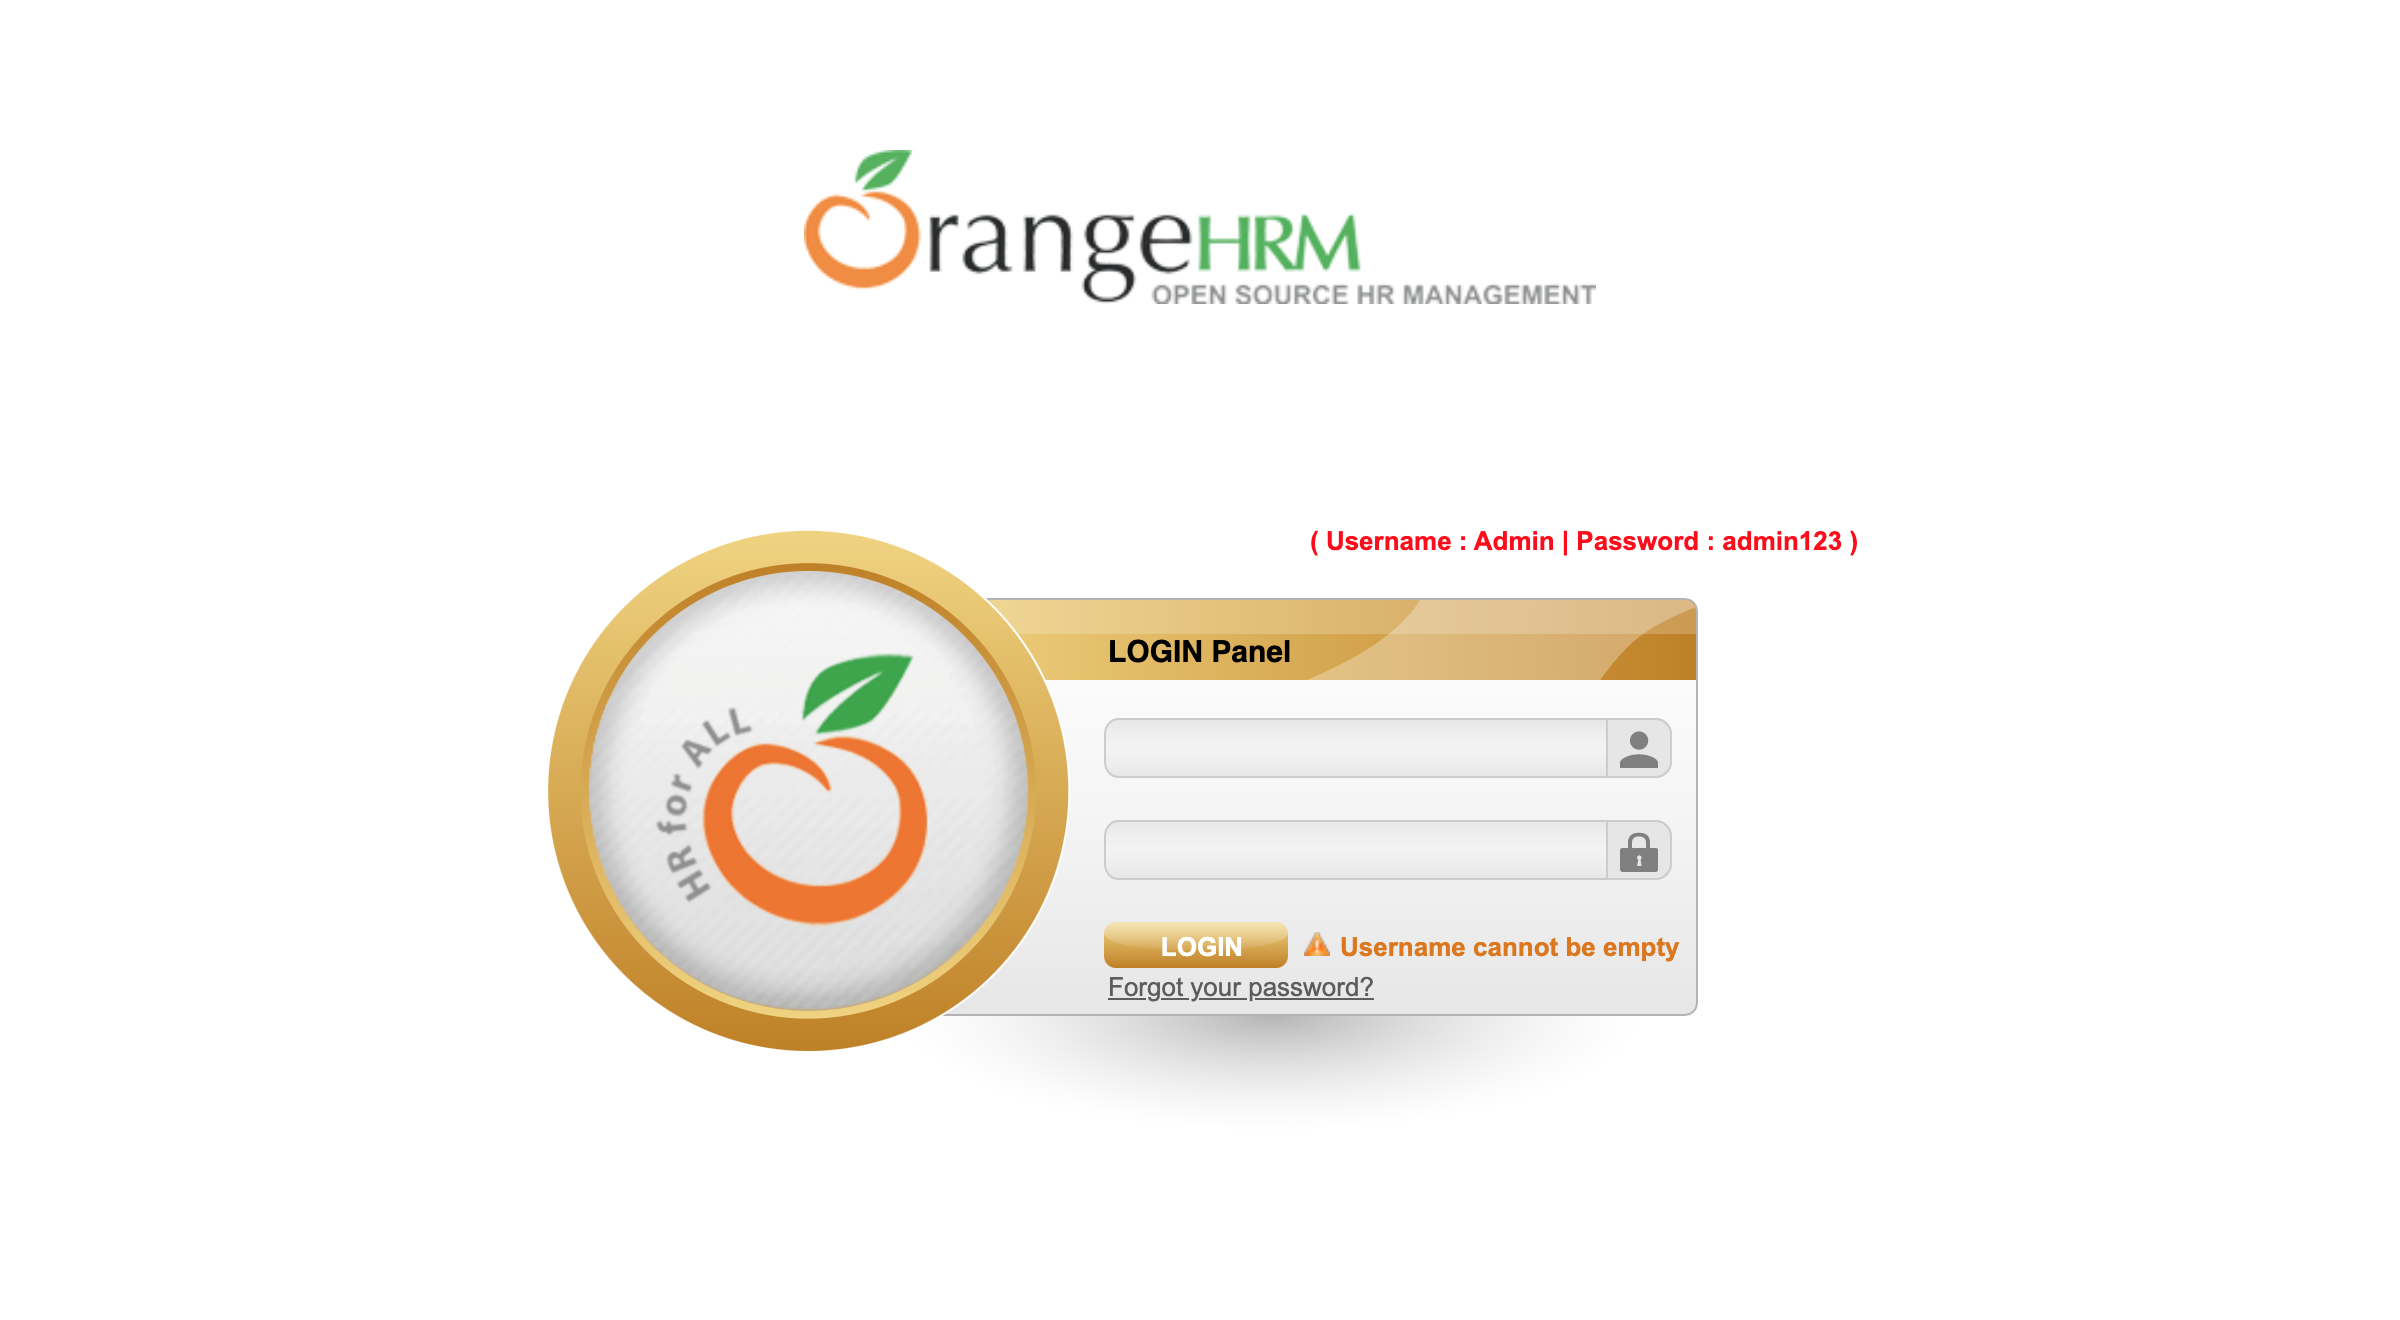 OrangeHRM
OPEN SOURCE HR MANAGEMENT
( Username : Admin | Password : admin123 )
HR for ALL
LOGIN Panel
LOGIN
Username cannot be empty
Forgot your password?